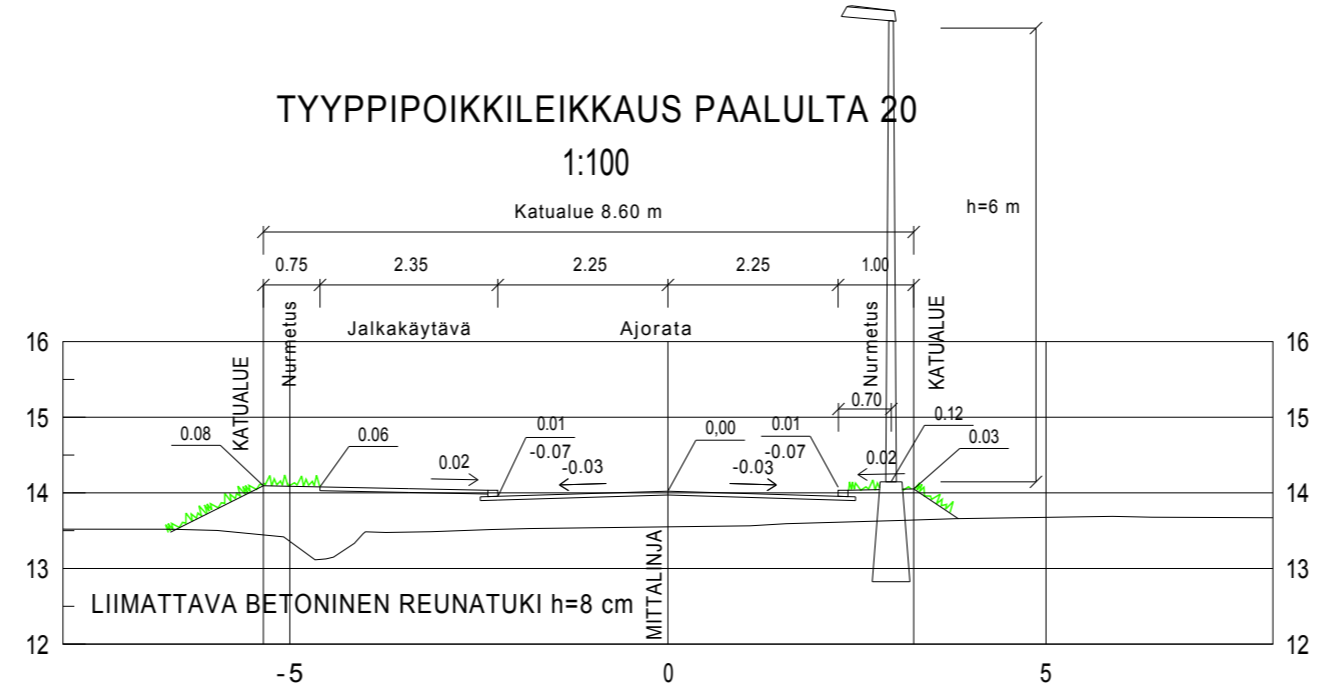 TYYPPIPOIKKILEIKKAUS PAALULTA 20
1:100
Katualue 8.60 m
h=6 m
0.75 2.35 2.25 2.25 1.00
Nurmetus
Jalkakäytävä
Ajorata
Nurmetus
KATUALUE
KATUALUE
16 16
15 15
14 14
13 13
12 12
0.70
0.08
0.06
0.02
0.01
-0.07
-0.03
0,00
-0.03
0.01
-0.07
0.02
0.12
0.03
MITTALINJA
LIIMATTAVA BETONINEN REUNATUKI h=8 cm
-5 0 5